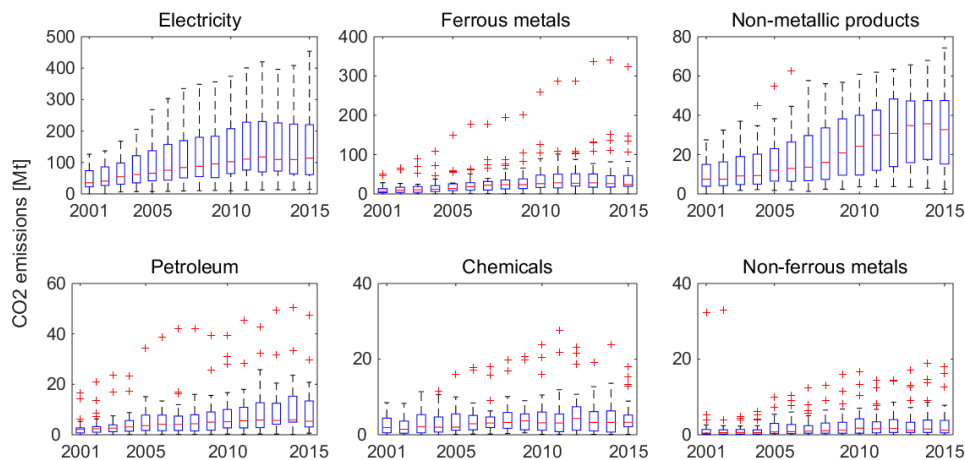 Electricity
Ferrous metals
Non-metallic products
500
400
300
200
100
0
2001 2005 2010 2015
400
300
200
100
0
2001 2005 2010 2015
80
60
40
20
0
2001 2005 2010 2015
CO2 emissions [Mt]
Petroleum
Chemicals
Non-ferrous metals
60
40
20
0
2001 2005 2010 2015
40
20
0
2001 2005 2010 2015
40
20
0
2001 2005 2010 2015